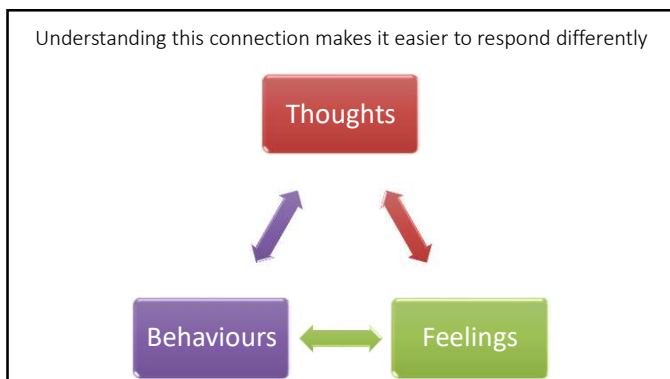 Understanding this connection makes it easier to respond differently
Thoughts
Behaviours
Feelings